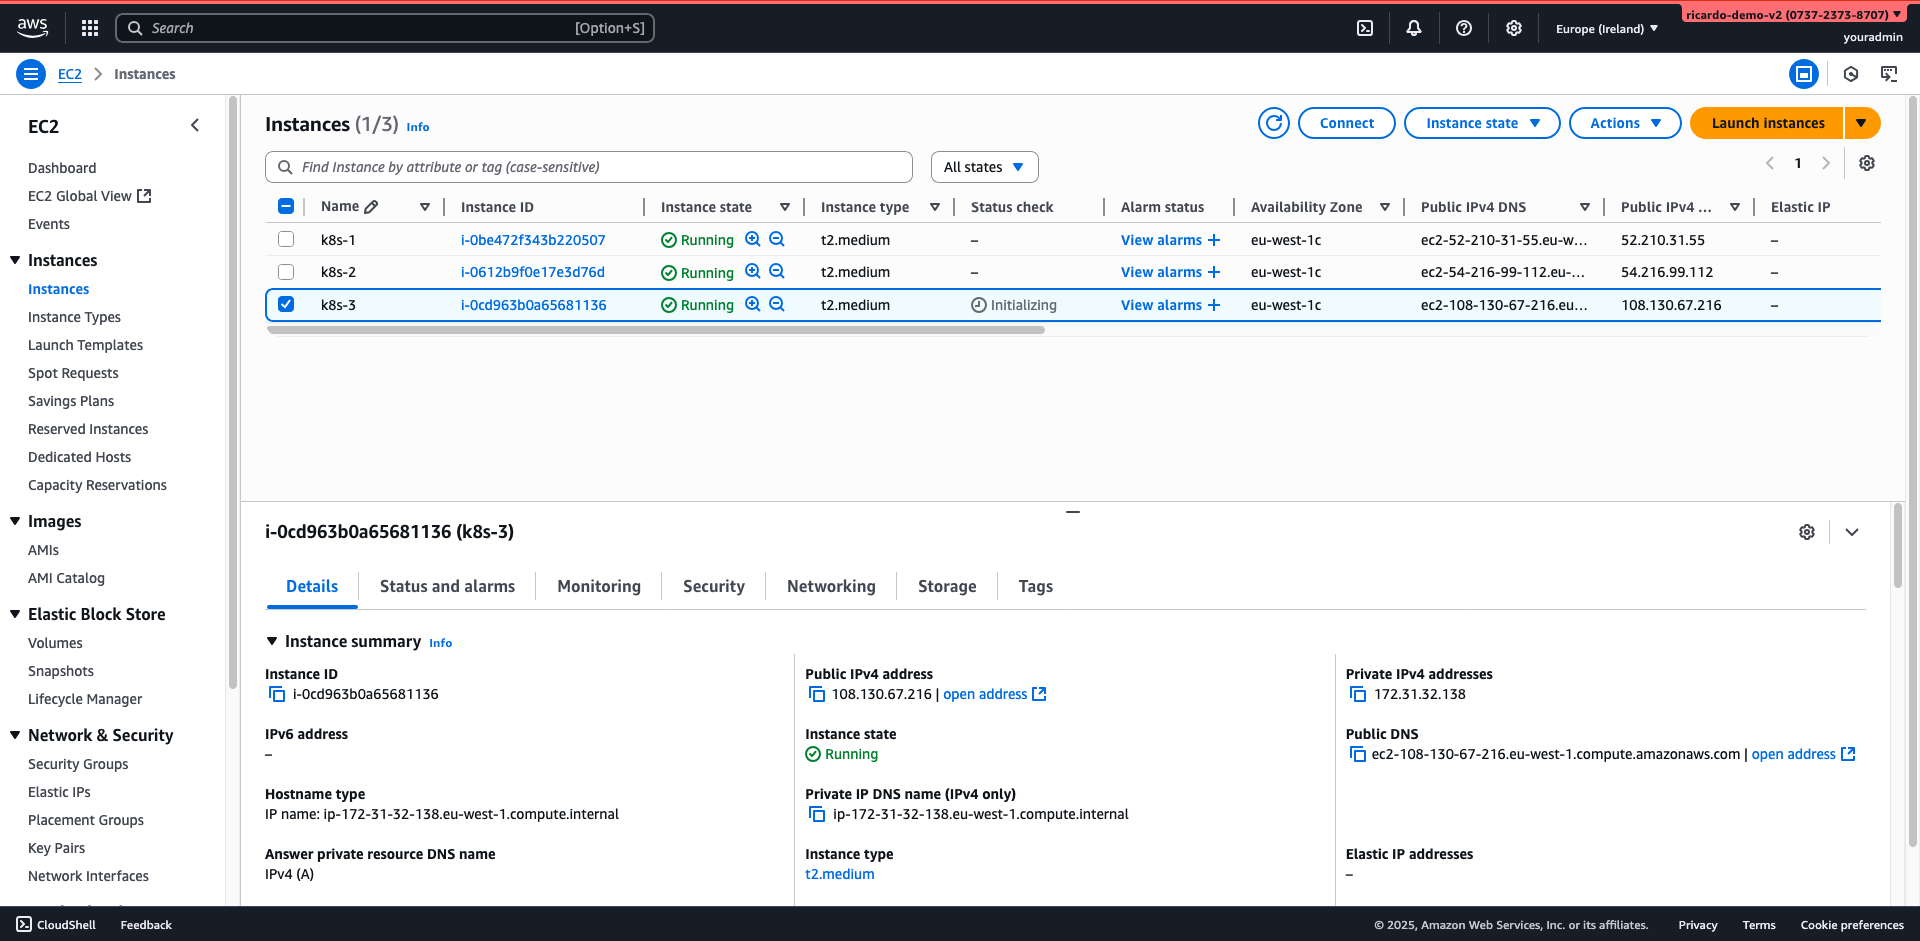 aws
Search [Option+S]
Europe (Ireland)
ricardo-demo-v2 (0737-2373-8707)
youradmin
EC2 Instances
EC2
Dashboard
EC2 Global View
Events
Instances
Instances
Instance Types
Launch Templates
Spot Requests
Savings Plans
Reserved Instances
Dedicated Hosts
Capacity Reservations
Images
AMIs
AMI Catalog
Elastic Block Store
Volumes
Snapshots
Lifecycle Manager
Network & Security
Security Groups
Elastic IPs
Placement Groups
Key Pairs
Network Interfaces
Instances (1/3) Info
Connect Instance state Actions Launch instances
Find Instance by attribute or tag (case-sensitive) All states 1
Name Instance ID Instance state Instance type Status check Alarm status Availability Zone Public IPv4 DNS Public IPv4 ... Elastic IP
k8s-1 i-0be472f343b220507 Running t2.medium – View alarms + eu-west-1c ec2-52-210-31-55.eu-w... 52.210.31.55 –
k8s-2 i-0612b9f0e17e3d76d Running t2.medium – View alarms + eu-west-1c ec2-54-216-99-112.eu-... 54.216.99.112 –
k8s-3 i-0cd963b0a65681136 Running t2.medium Initializing View alarms + eu-west-1c ec2-108-130-67-216.eu... 108.130.67.216 –
i-0cd963b0a65681136 (k8s-3)
Details Status and alarms Monitoring Security Networking Storage Tags
Instance summary Info
Instance ID
i-0cd963b0a65681136
IPv6 address
–
Hostname type
IP name: ip-172-31-32-138.eu-west-1.compute.internal
Answer private resource DNS name
IPv4 (A)
Public IPv4 address
108.130.67.216 | open address
Instance state
Running
Private IP DNS name (IPv4 only)
ip-172-31-32-138.eu-west-1.compute.internal
Instance type
t2.medium
Private IPv4 addresses
172.31.32.138
Public DNS
ec2-108-130-67-216.eu-west-1.compute.amazonaws.com | open address
Elastic IP addresses
–
CloudShell Feedback © 2025, Amazon Web Services, Inc. or its affiliates. Privacy Terms Cookie preferences